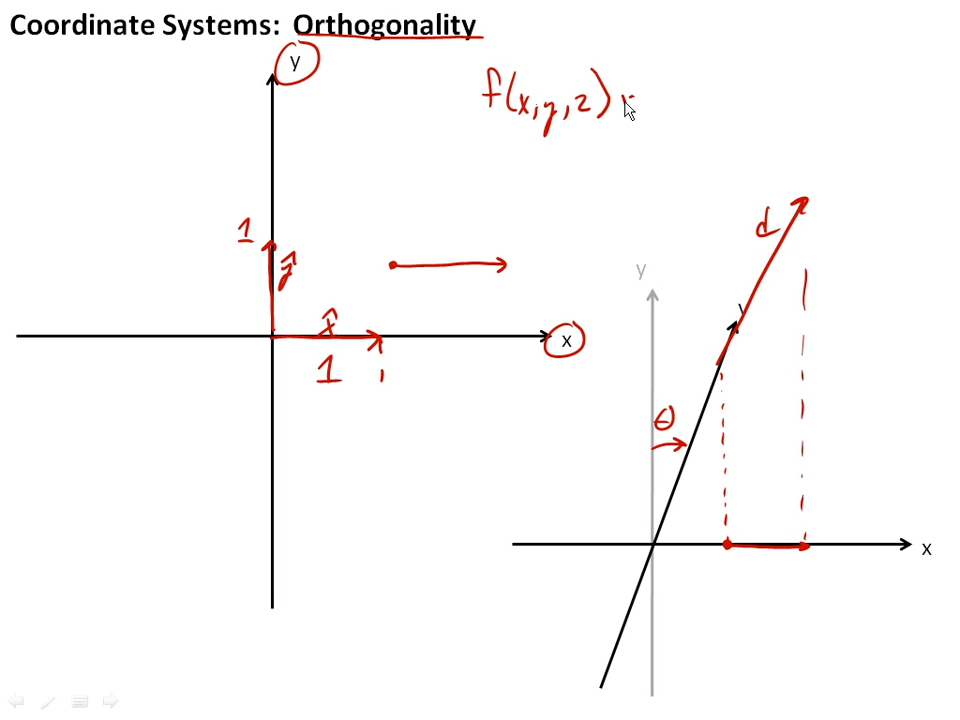 Coordinate Systems: Orthogonality
y
f(x,y,z)
1
ŷ
x̂
x
1
d
y
y
θ
x